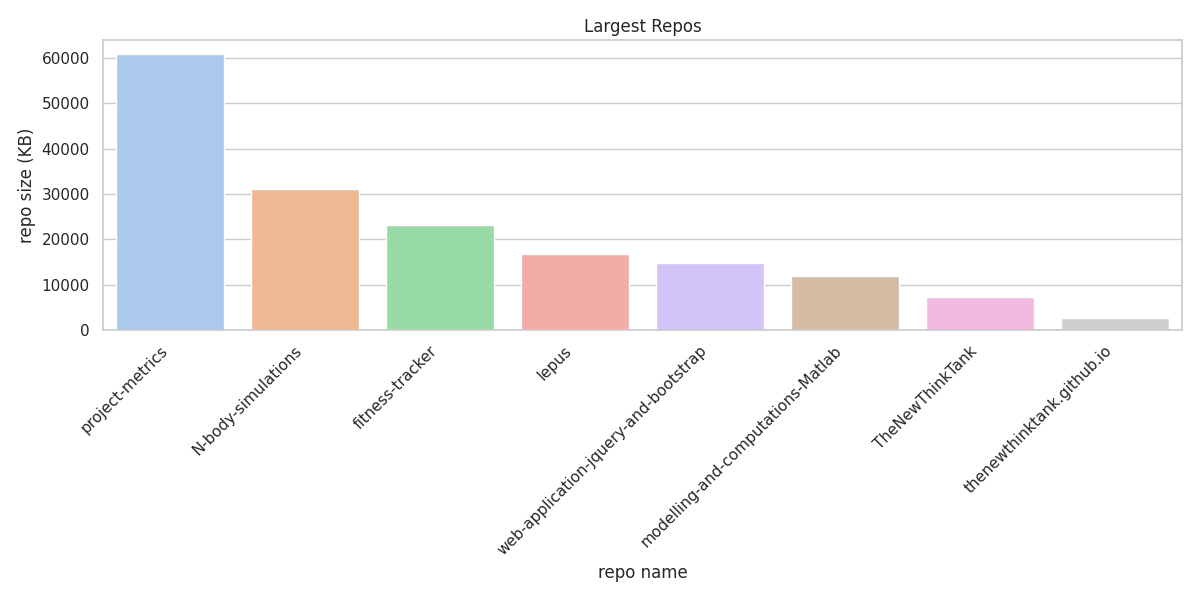 Largest Repos
repo size (KB)
60000
50000
40000
30000
20000
10000
0
project-metrics
N-body-simulations
fitness-tracker
lepus
web-application-jquery-and-bootstrap
modelling-and-computations-Matlab
TheNewThinkTank
thenewthinktank.github.io
repo name